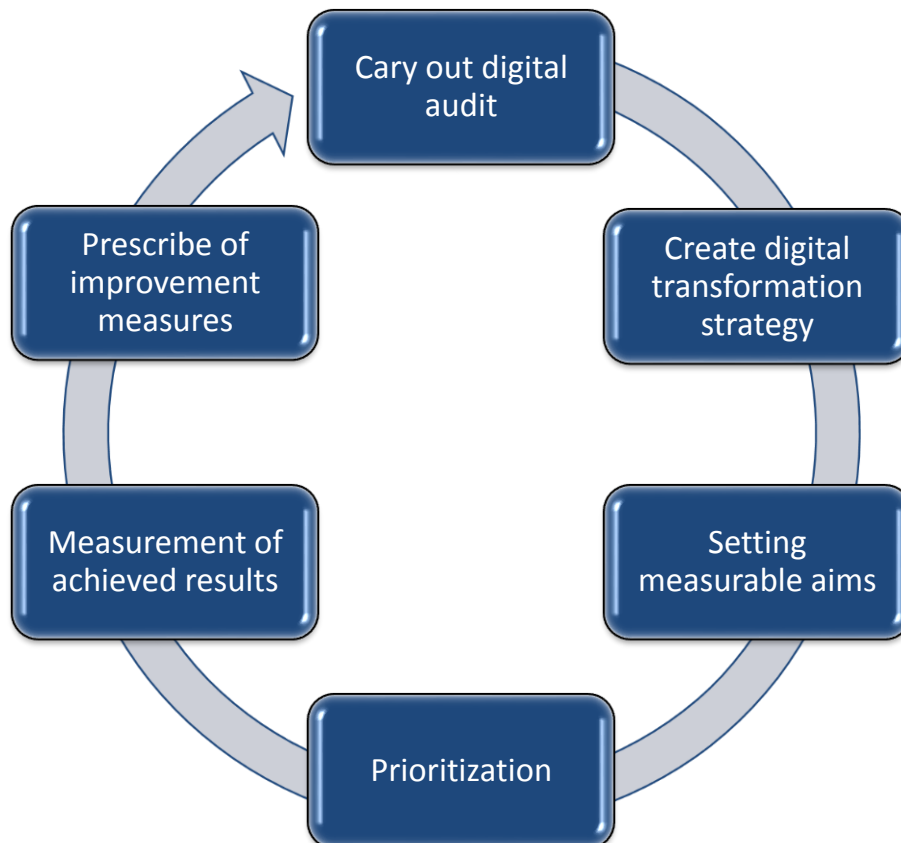 Cary out digital
audit
Create digital
transformation
strategy
Setting
measurable aims
Prioritization
Measurement of
achieved results
Prescribe of
improvement
measures